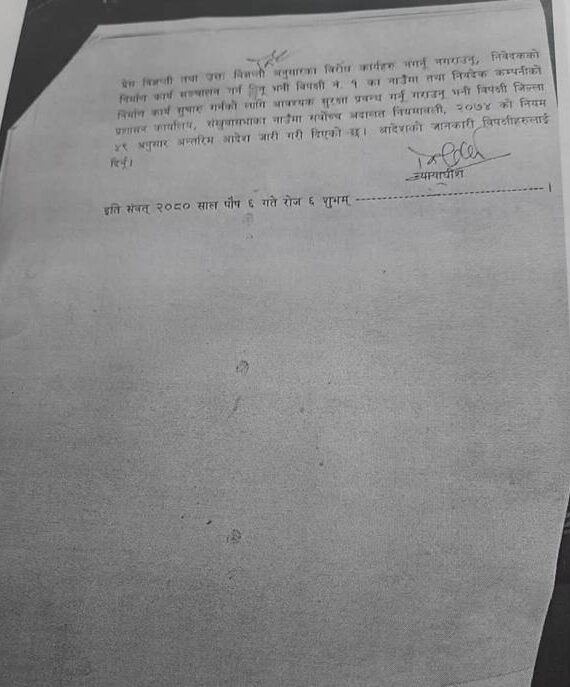 प्रेस विज्ञप्ती तथा उक्त विज्ञप्ती अनुसारका विरोध कार्यहरु नगर्नू नगराउनू, निवेदकको
निर्माण कार्य सञ्चालन गर्न दिनू भनी विपक्षी नं. १ का नाउँमा तथा निवेदक कम्पनीको
निर्माण कार्य सुचारु गर्नको लागि आवश्यक सुरक्षा प्रबन्ध गर्नू गराउनू भनी विपक्षी जिल्ला
प्रशासन कार्यालय, संखुवासभाका नाउँमा सर्वोच्च अदालत नियमावली, २०७४ को नियम
४९ अनुसार अन्तरिम आदेश जारी गरी दिएको छ। आदेशको जानकारी विपक्षीहरुलाई
दिनू।
न्यायाधीश
इति संवत् २०८० साल पौष ६ गते रोज ६ शुभम् ----------------------------------------।